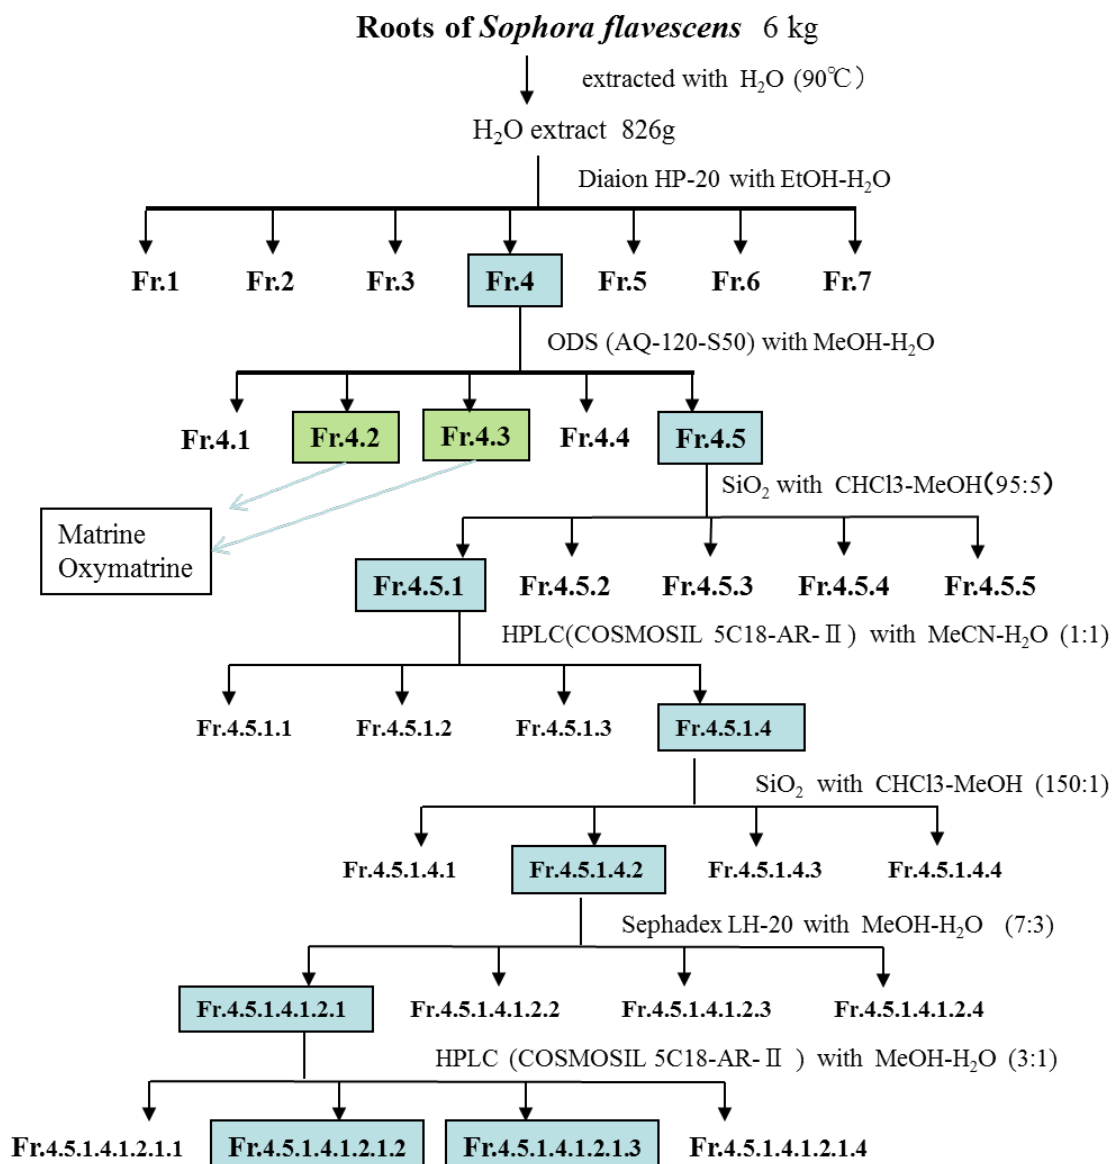 Roots of Sophora flavescens 6 kg
extracted with H₂O (90℃)
H₂O extract 826g
Diaion HP-20 with EtOH-H₂O
Fr.1 Fr.2 Fr.3 Fr.4 Fr.5 Fr.6 Fr.7
ODS (AQ-120-S50) with MeOH-H₂O
Fr.4.1 Fr.4.2 Fr.4.3 Fr.4.4 Fr.4.5
SiO₂ with CHCl3-MeOH(95:5)
Matrine
Oxymatrine
Fr.4.5.1 Fr.4.5.2 Fr.4.5.3 Fr.4.5.4 Fr.4.5.5
HPLC(COSMOSIL 5C18-AR-Ⅱ) with MeCN-H₂O (1:1)
Fr.4.5.1.1 Fr.4.5.1.2 Fr.4.5.1.3 Fr.4.5.1.4
SiO₂ with CHCl3-MeOH (150:1)
Fr.4.5.1.4.1 Fr.4.5.1.4.2 Fr.4.5.1.4.3 Fr.4.5.1.4.4
Sephadex LH-20 with MeOH-H₂O (7:3)
Fr.4.5.1.4.1.2.1 Fr.4.5.1.4.1.2.2 Fr.4.5.1.4.1.2.3 Fr.4.5.1.4.1.2.4
HPLC (COSMOSIL 5C18-AR-Ⅱ) with MeOH-H₂O (3:1)
Fr.4.5.1.4.1.2.1.1 Fr.4.5.1.4.1.2.1.2 Fr.4.5.1.4.1.2.1.3 Fr.4.5.1.4.1.2.1.4